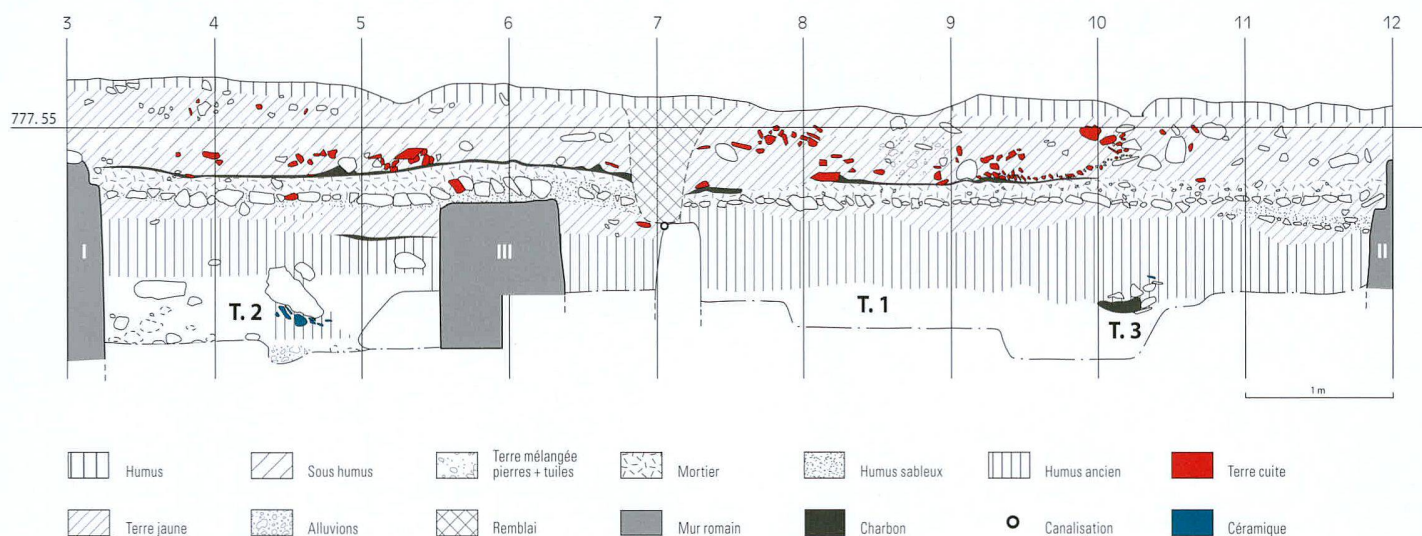 3 4 5 6 7 8 9 10 11 12
777.55
I III II
T. 2 T. 1 T. 3
1 m
Humus Sous humus Terre mélangée pierres + tuiles Mortier Humus sableux Humus ancien Terre cuite
Terre jaune Alluvions Remblai Mur romain Charbon Canalisation Céramique